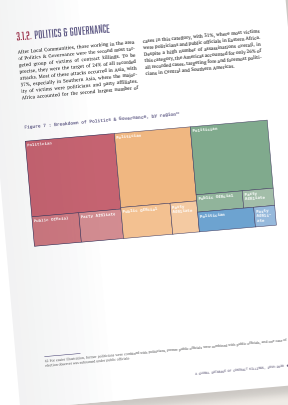 3.1.2. POLITICS & GOVERNANCE
After Local Communities, those working in the area
of Politics & Governance were the second most tar-
geted group of victims of contract killings. To be
precise, they were the target of 24% of all recorded
attacks. Most of these attacks occurred in Asia, with
37%, especially in Southern Asia, where the major-
ity of victims were politicians and party affiliates.
Africa accounted for the second largest number of
cases in this category, with 31%, where most victims
were politicians and Public officials in Eastern Africa.
Despite a high number of assassinations overall, in
this category, the Americas accounted for only 26% of
all recorded cases, targeting first and foremost politi-
cians in Central and Southern Americas.
Figure 7 : Breakdown of Politics & Governance, by region
Politician
Politician
Politician
Public Official
Party Affiliate
Public Official
Party Affiliate
Public Official
Party Affiliate
Politician
Party
Affili-
ate